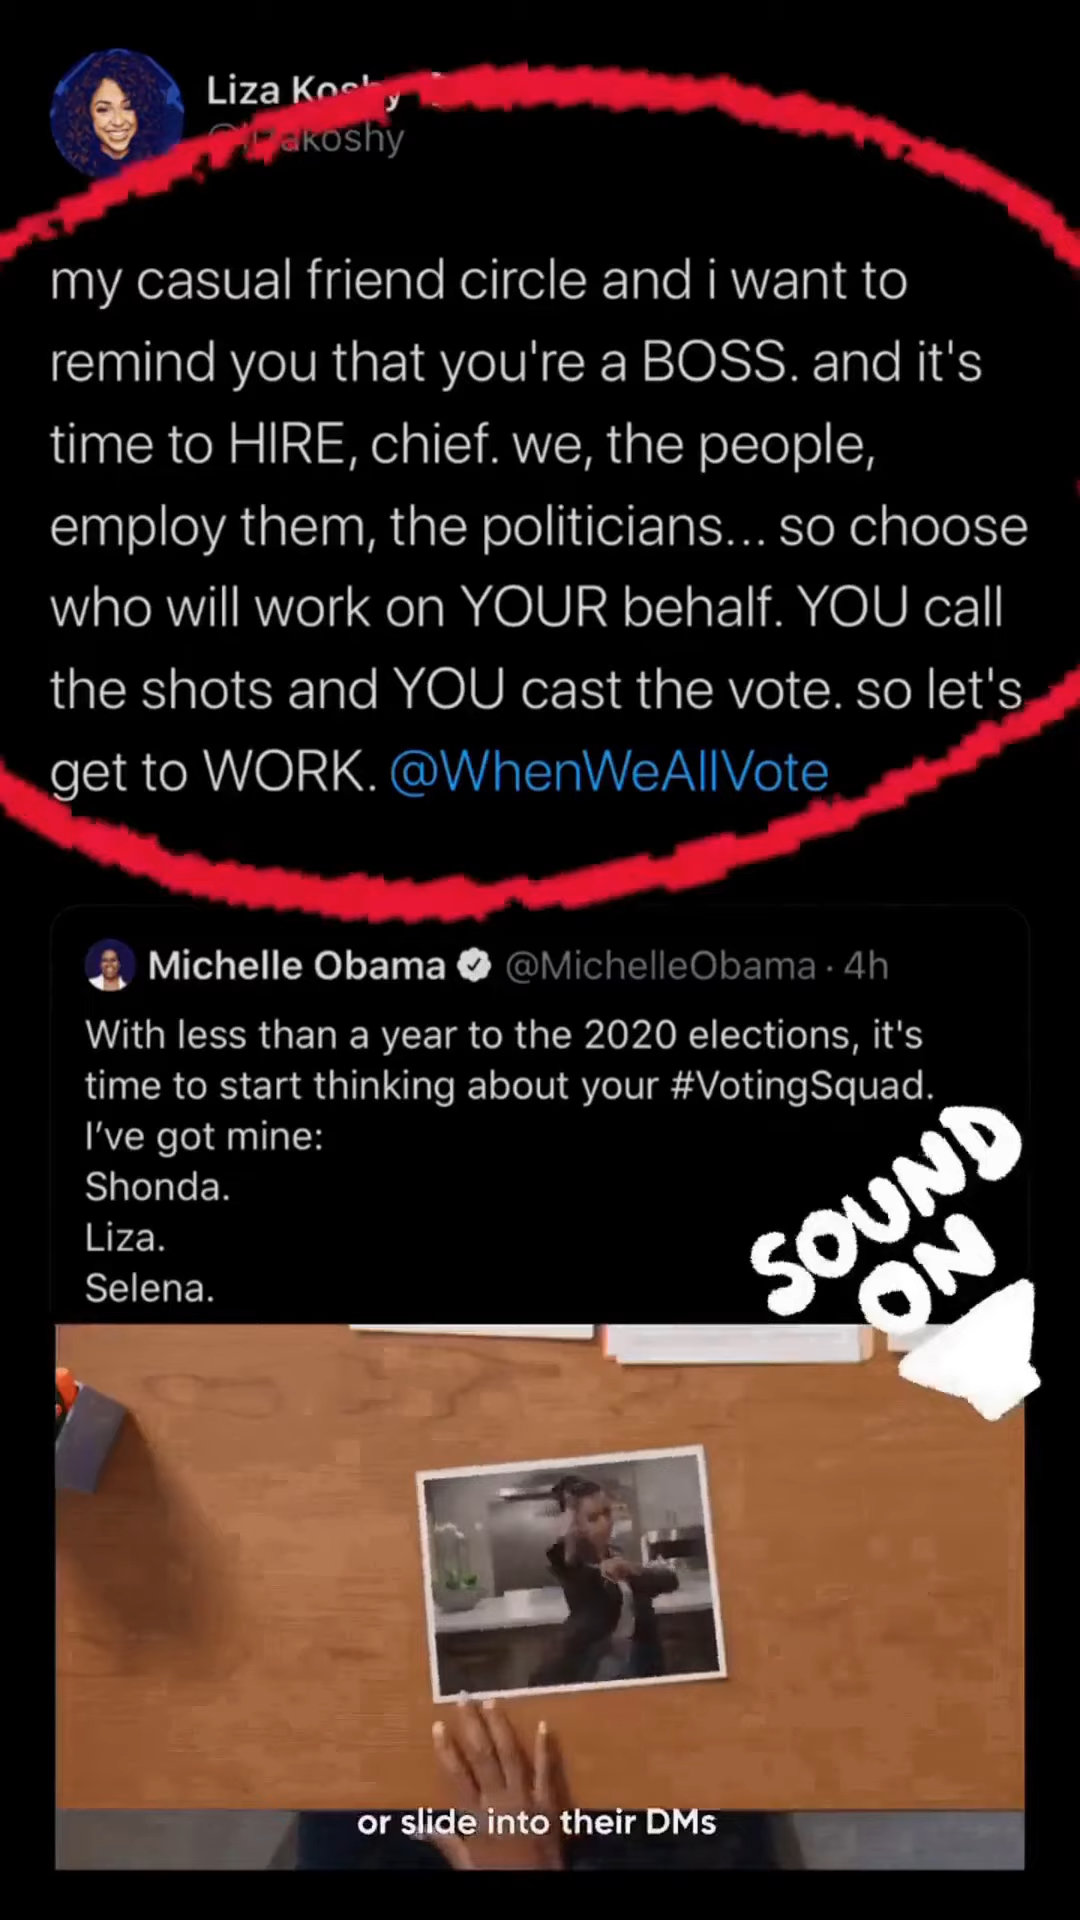 Liza Koshy
my casual friend circle and i want to
remind you that you're a BOSS. and it's
time to HIRE, chief. we, the people,
employ them, the politicians... so choose
who will work on YOUR behalf. YOU call
the shots and YOU cast the vote. so let's
get to WORK. @WhenWeAllVote
Michelle Obama @MichelleObama · 4h
With less than a year to the 2020 elections, it's
time to start thinking about your #VotingSquad.
I've got mine:
Shonda.
Liza.
Selena.
SOUND
ON
or slide into their DMs